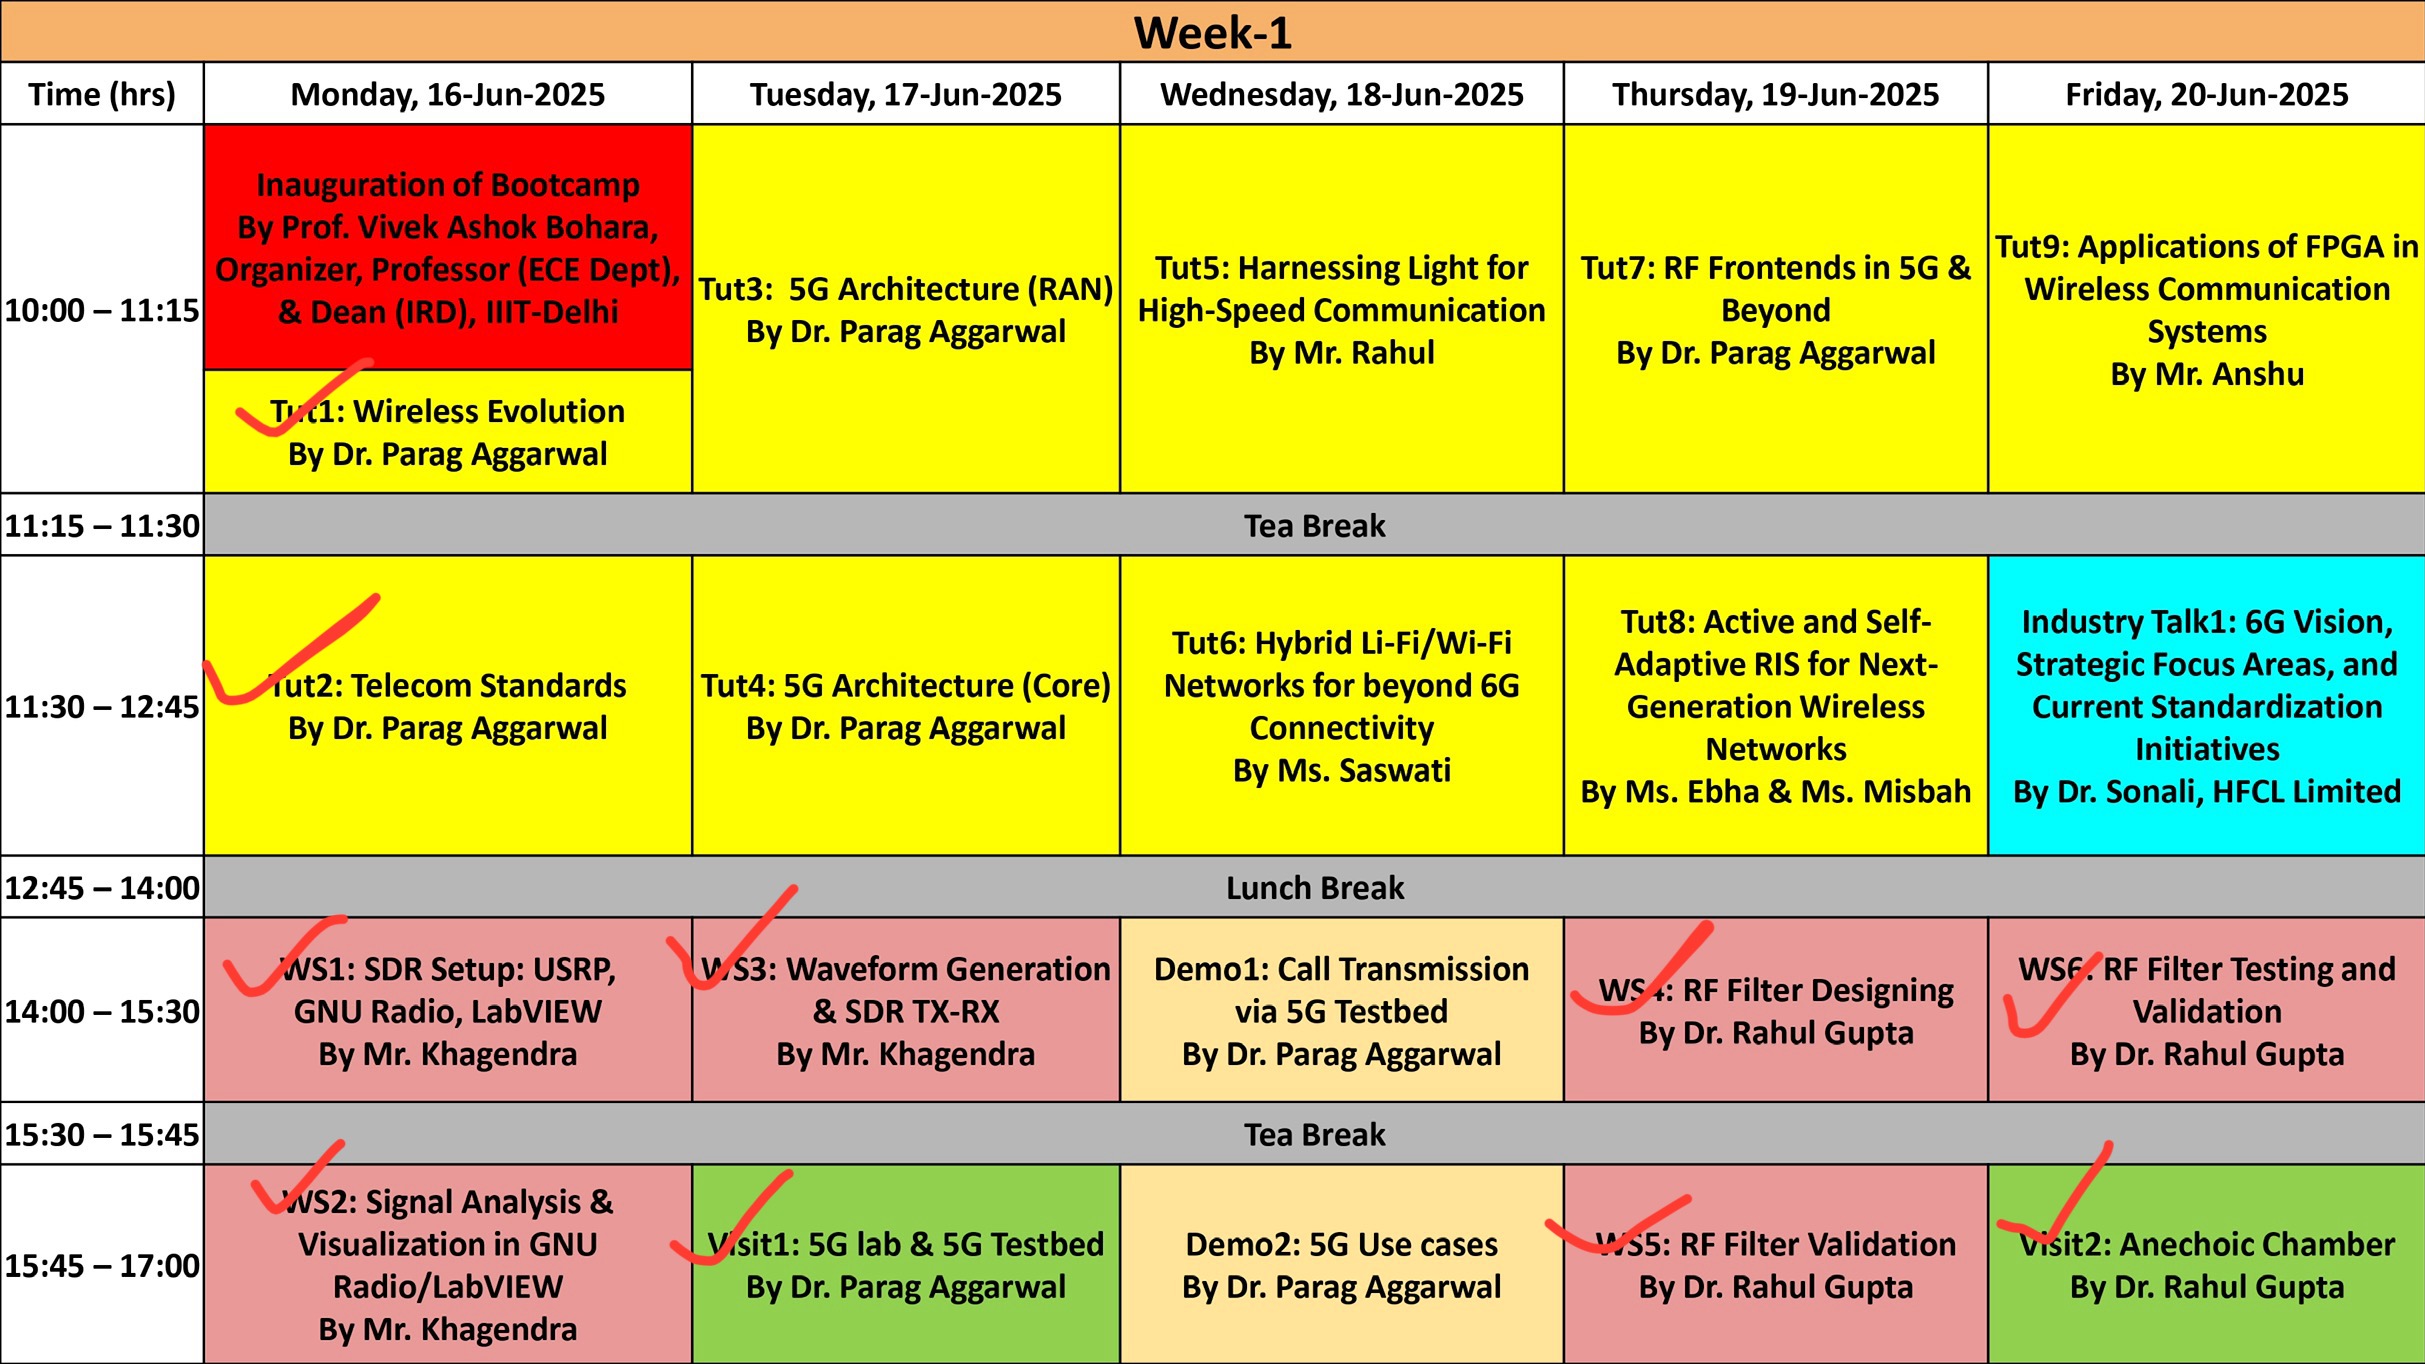 Week-1
Time (hrs)
Monday, 16-Jun-2025
Tuesday, 17-Jun-2025
Wednesday, 18-Jun-2025
Thursday, 19-Jun-2025
Friday, 20-Jun-2025
10:00 – 11:15
Inauguration of Bootcamp
By Prof. Vivek Ashok Bohara,
Organizer, Professor (ECE Dept),
& Dean (IRD), IIIT-Delhi
Tut1: Wireless Evolution
By Dr. Parag Aggarwal
Tut3: 5G Architecture (RAN)
By Dr. Parag Aggarwal
Tut5: Harnessing Light for
High-Speed Communication
By Mr. Rahul
Tut7: RF Frontends in 5G &
Beyond
By Dr. Parag Aggarwal
Tut9: Applications of FPGA in
Wireless Communication
Systems
By Mr. Anshu
11:15 – 11:30
Tea Break
11:30 – 12:45
Tut2: Telecom Standards
By Dr. Parag Aggarwal
Tut4: 5G Architecture (Core)
By Dr. Parag Aggarwal
Tut6: Hybrid Li-Fi/Wi-Fi
Networks for beyond 6G
Connectivity
By Ms. Saswati
Tut8: Active and Self-
Adaptive RIS for Next-
Generation Wireless
Networks
By Ms. Ebha & Ms. Misbah
Industry Talk1: 6G Vision,
Strategic Focus Areas, and
Current Standardization
Initiatives
By Dr. Sonali, HFCL Limited
12:45 – 14:00
Lunch Break
14:00 – 15:30
WS1: SDR Setup: USRP,
GNU Radio, LabVIEW
By Mr. Khagendra
WS3: Waveform Generation
& SDR TX-RX
By Mr. Khagendra
Demo1: Call Transmission
via 5G Testbed
By Dr. Parag Aggarwal
WS4: RF Filter Designing
By Dr. Rahul Gupta
WS6: RF Filter Testing and
Validation
By Dr. Rahul Gupta
15:30 – 15:45
Tea Break
15:45 – 17:00
WS2: Signal Analysis &
Visualization in GNU
Radio/LabVIEW
By Mr. Khagendra
Visit1: 5G lab & 5G Testbed
By Dr. Parag Aggarwal
Demo2: 5G Use cases
By Dr. Parag Aggarwal
WS5: RF Filter Validation
By Dr. Rahul Gupta
Visit2: Anechoic Chamber
By Dr. Rahul Gupta